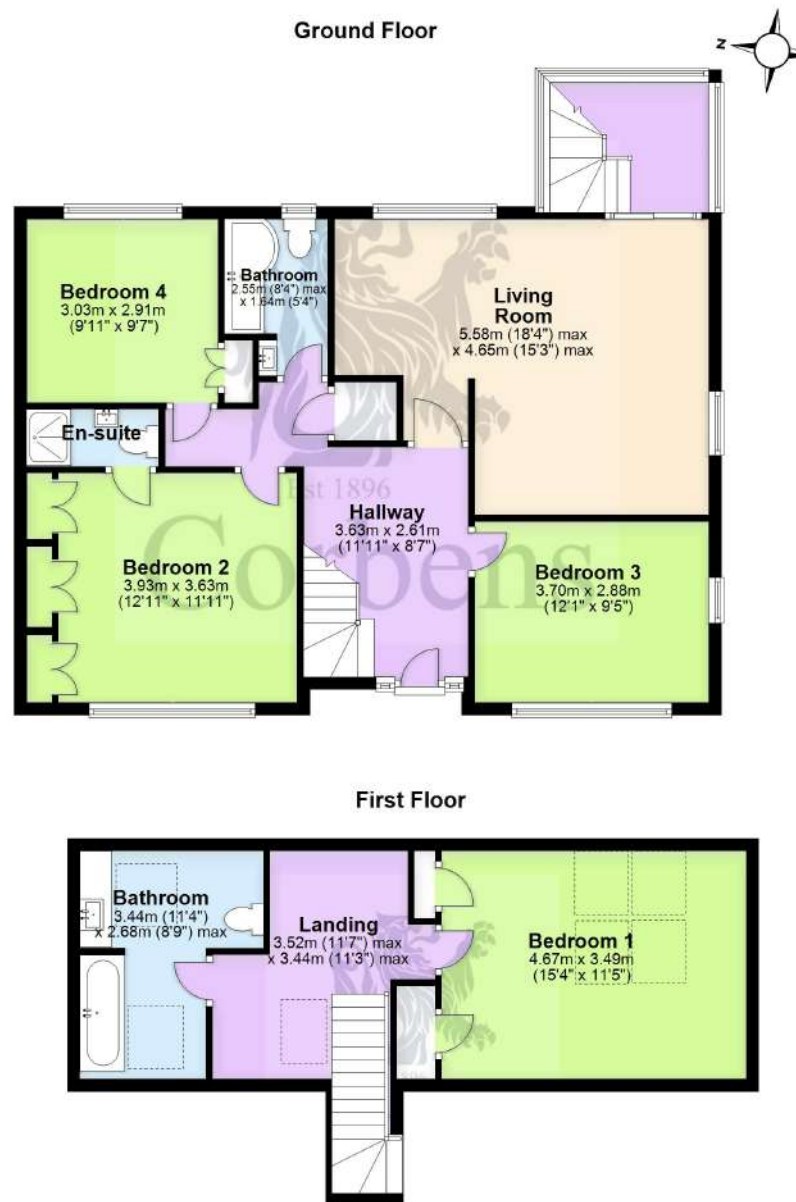 Ground Floor
Z
Bedroom 4
3.03m x 2.91m
(9'11" x 9'7")
Bathroom
2.55m (8'4") max
x 1.64m (5'4")
Living
Room
5.58m (18'4") max
x 4.65m (15'3") max
En-suite
Est 1896
Corbens
Hallway
3.63m x 2.61m
(11'11" x 8'7")
Bedroom 2
3.93m x 3.63m
(12'11" x 11'11")
Bedroom 3
3.70m x 2.88m
(12'1" x 9'5")
First Floor
Bathroom
3.44m (11'4")
x 2.68m (8'9") max
Landing
3.52m (11'7") max
x 3.44m (11'3") max
Bedroom 1
4.67m x 3.49m
(15'4" x 11'5")
1896